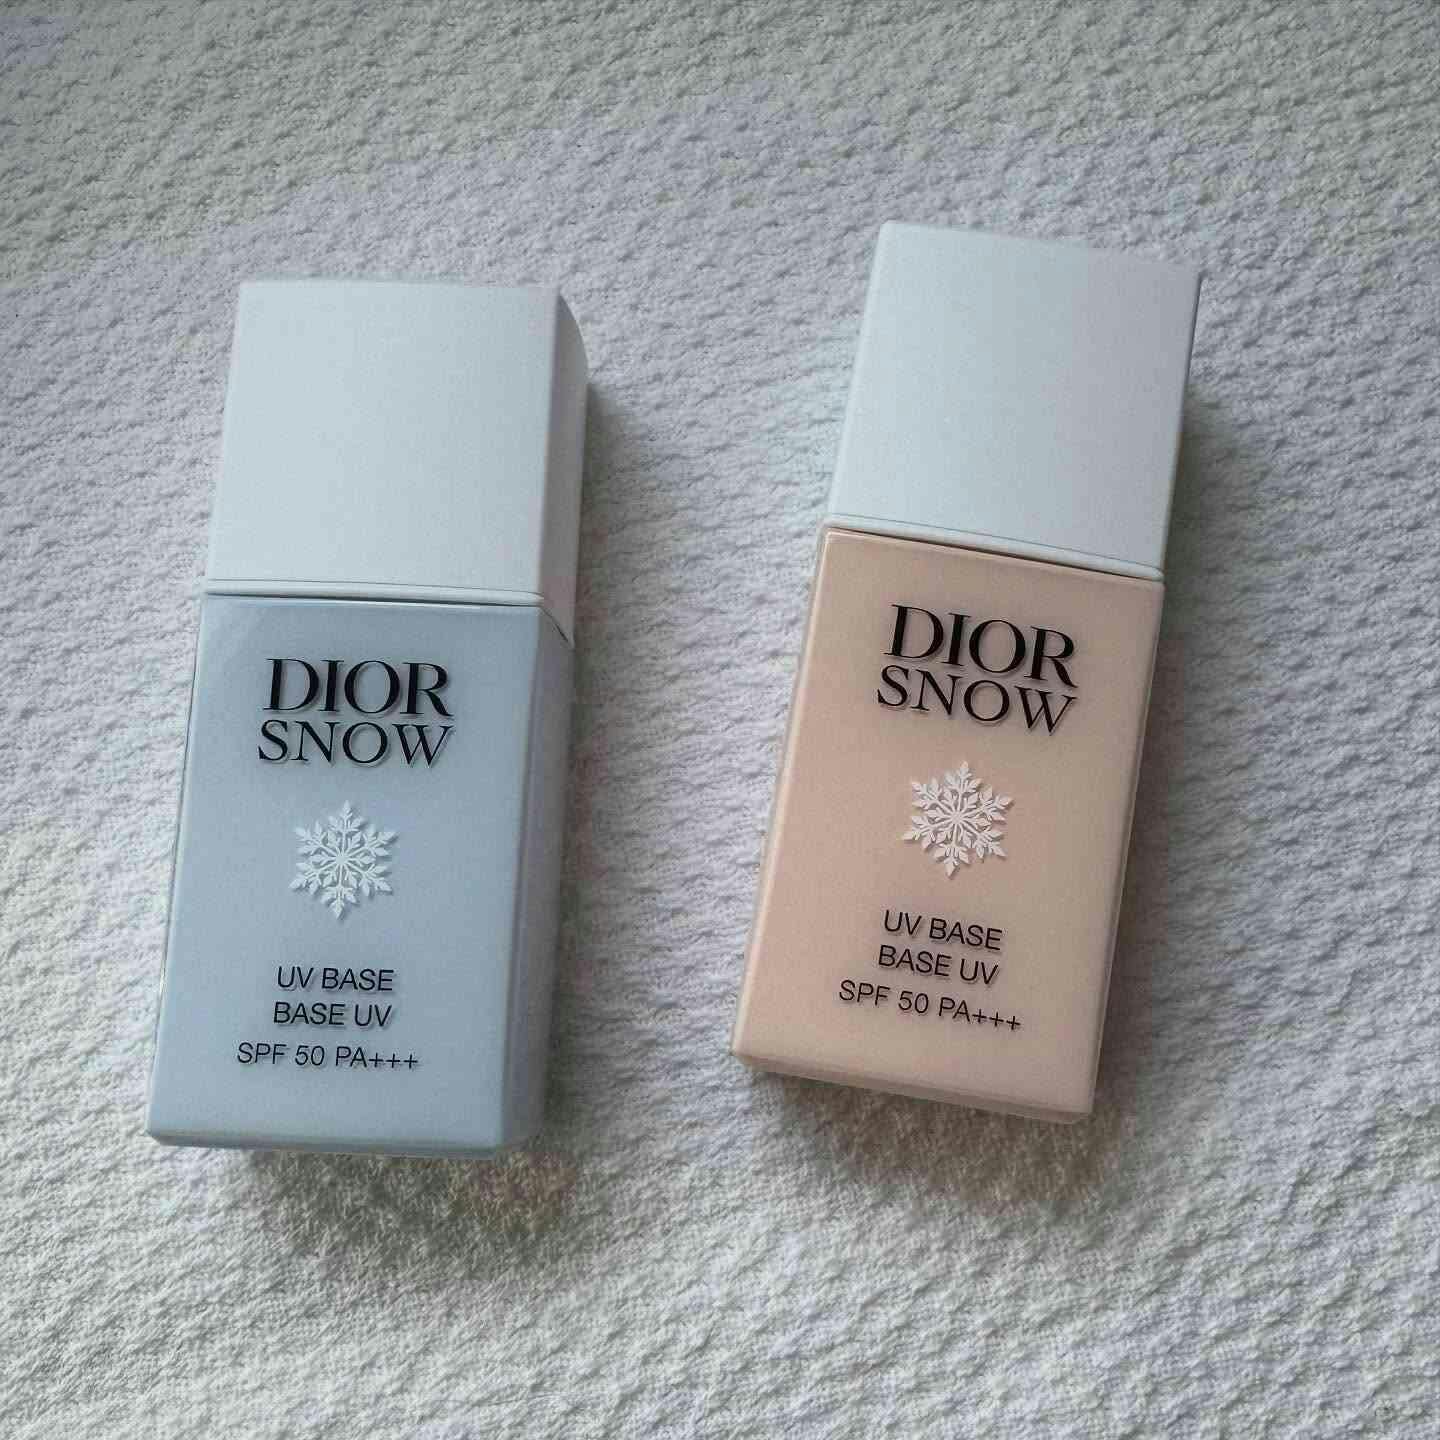 DIOR
SNOW
UV BASE
BASE UV
SPF 50 PA+++
DIOR
SNOW
UV BASE
BASE UV
SPF 50 PA+++